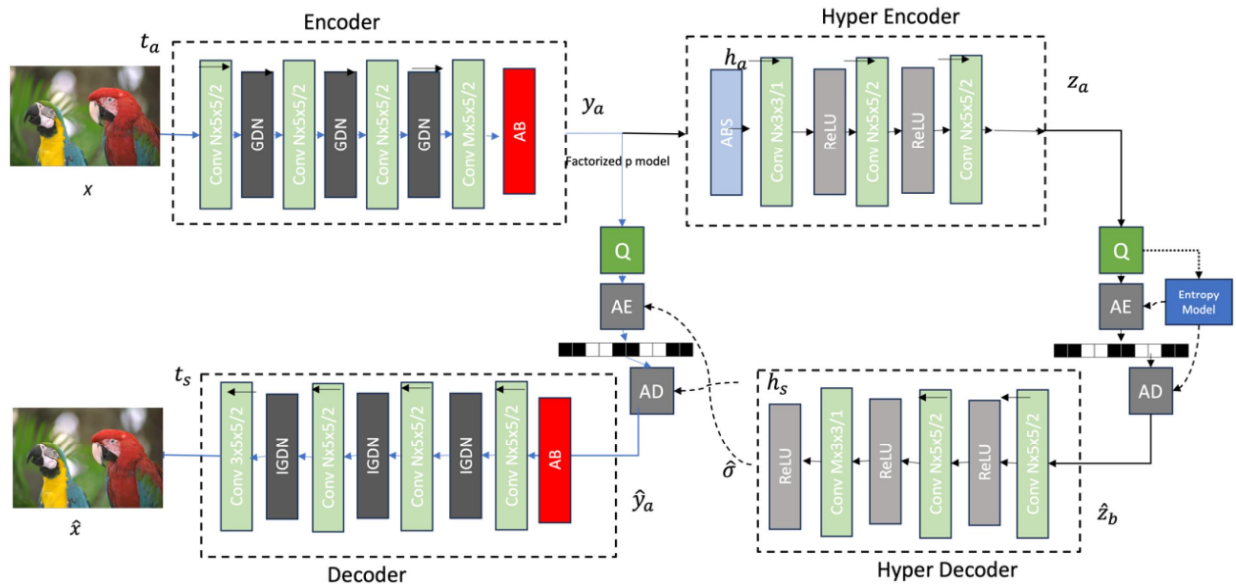 Encoder
Hyper Encoder
t_a
Conv Nx5x5/2
GDN
Conv Nx5x5/2
GDN
Conv Nx5x5/2
GDN
Conv Mx5x5/2
AB
x
y_a
Factorized p model
h_a
ABS
Conv Nx3x3/1
ReLU
Conv Nx5x5/2
ReLU
Conv Nx5x5/2
z_a
Q
AE
AD
Q
AE
Entropy
Model
AD
t_s
Conv 3x5x5/2
IGDN
Conv Nx5x5/2
IGDN
Conv Nx5x5/2
IGDN
Conv Nx5x5/2
AB
x̂
ŷ_a
σ̂
h_s
ReLU
Conv Mx3x3/1
ReLU
Conv Nx5x5/2
ReLU
Conv Nx5x5/2
ẑ_b
Decoder
Hyper Decoder